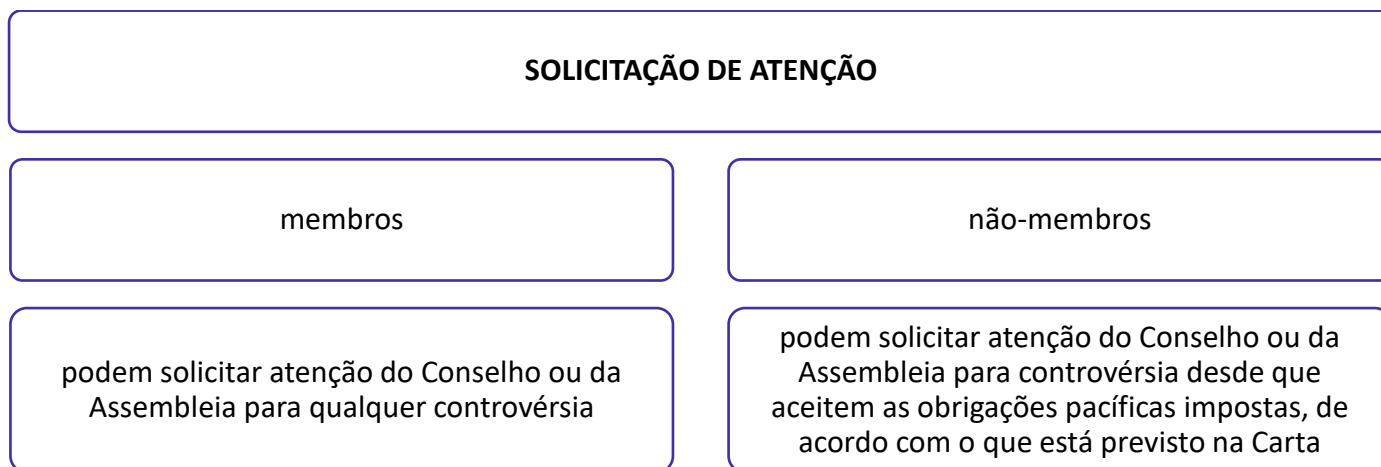 SOLICITAÇÃO DE ATENÇÃO
membros
não-membros
podem solicitar atenção do Conselho ou da
Assembleia para qualquer controvérsia
podem solicitar atenção do Conselho ou da
Assembleia para controvérsia desde que
aceitem as obrigações pacíficas impostas, de
acordo com o que está previsto na Carta